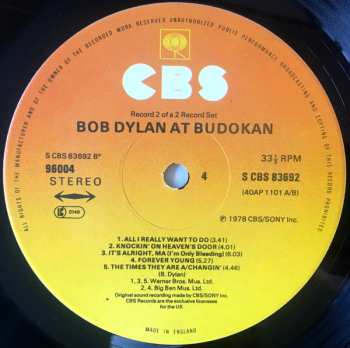 ALL RIGHTS OF THE MANUFACTURER AND OF THE OWNER OF THE RECORDED WORK RESERVED UNAUTHORIZED PUBLIC PERFORMANCE BROADCASTING AND COPYING OF THIS RECORD PROHIBITED
CBS
Record 2 of a 2 Record Set
BOB DYLAN AT BUDOKAN
S CBS 83692 B²
96004
STEREO
4
33⅓ RPM
S CBS 83692
(40AP 1101 A/B)
℗ 1978 CBS/SONY Inc.
1. ALL I REALLY WANT TO DO (3.41)
2. KNOCKIN' ON HEAVEN'S DOOR (4.01)
3. IT'S ALRIGHT, MA (I'm Only Bleeding) (6.03)
4. FOREVER YOUNG (5.27)
5. THE TIMES THEY ARE A/CHANGIN' (4.46)
(B. Dylan)
1, 3, 5. Warner Bros. Mus. Ltd.
2, 4. Big Ben Mus. Ltd.
Original sound recording made by CBS/SONY Inc.
CBS Records are the exclusive licensees
for the UK
MADE IN ENGLAND